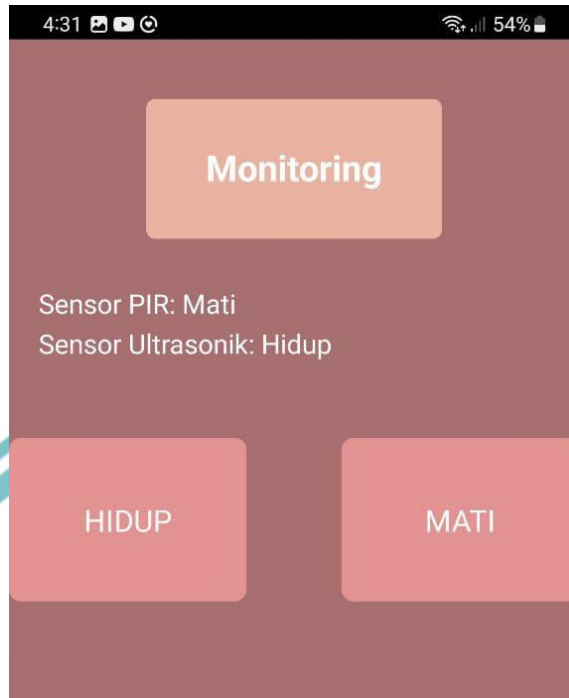 4:31 54%
Monitoring
Sensor PIR: Mati
Sensor Ultrasonik: Hidup
HIDUP MATI